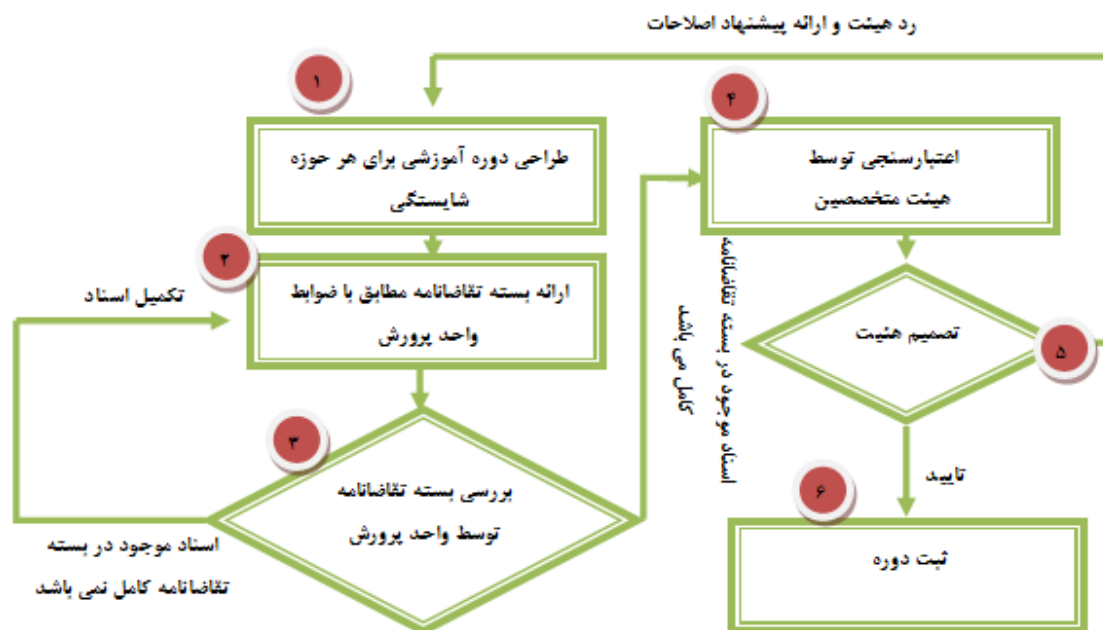 رد هیئت و ارائه پیشنهاد اصلاحات
۱
طراحی دوره آموزشی برای هر حوزه
شایستگی
۲
ارائه بسته تقاضانامه مطابق با ضوابط
واحد پرورش
تکمیل اسناد
۳
بررسی بسته تقاضانامه
توسط واحد پرورش
اسناد موجود در بسته
تقاضانامه کامل نمی باشد
اسناد موجود در بسته تقاضانامه
کامل می باشد
۴
اعتبارسنجی توسط
هیئت متخصصین
تصمیم هئیت
۵
تایید
۶
ثبت دوره